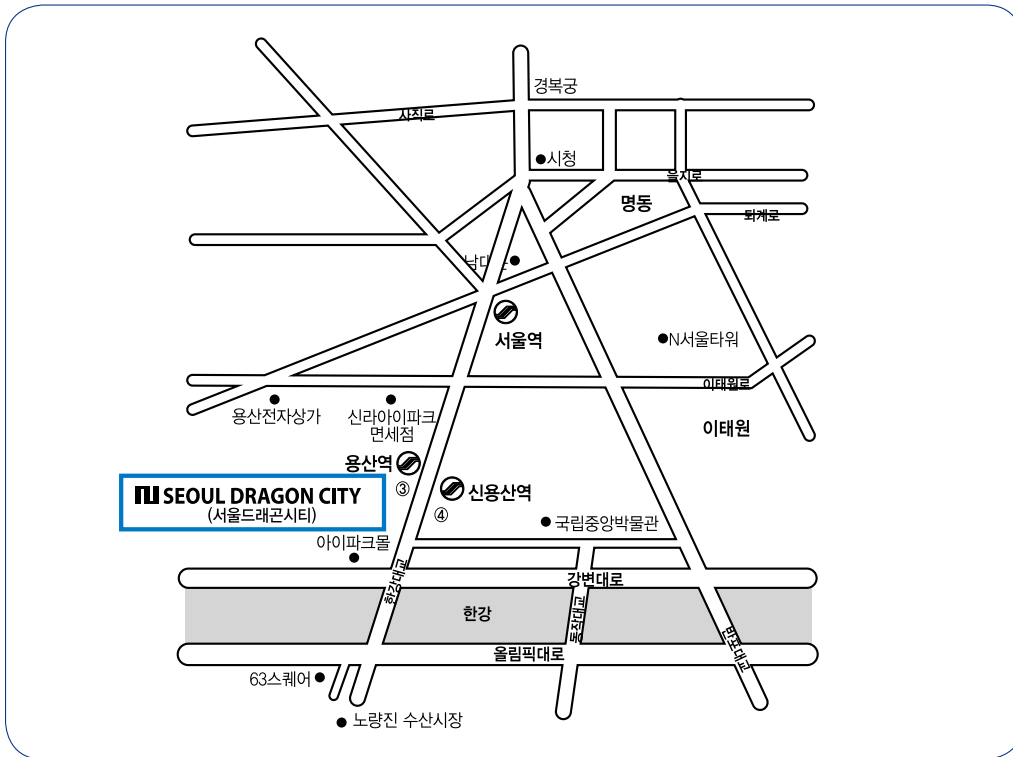 경복궁
사직로
시청
을지로
명동
퇴계로
서울역
N서울타워
이태원로
용산전자상가
신라아이파크
면세점
이태원
용산역
③
SEOUL DRAGON CITY
(서울드래곤시티)
신용산역
④
국립중앙박물관
아이파크몰
한강대교
강변대로
동작대교
한강
반포대교
올림픽대로
63스퀘어
노량진 수산시장